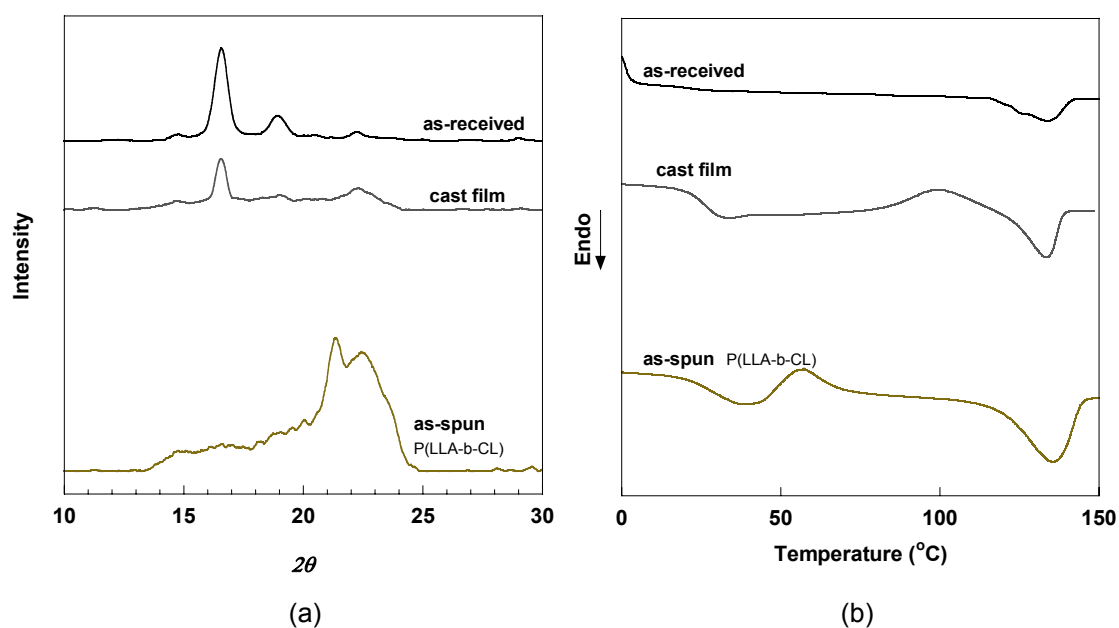 Intensity
as-received
cast film
as-spun
P(LLA-b-CL)
10 15 20 25 30
2θ
(a)
Endo
as-received
cast film
as-spun P(LLA-b-CL)
0 50 100 150
Temperature (°C)
(b)